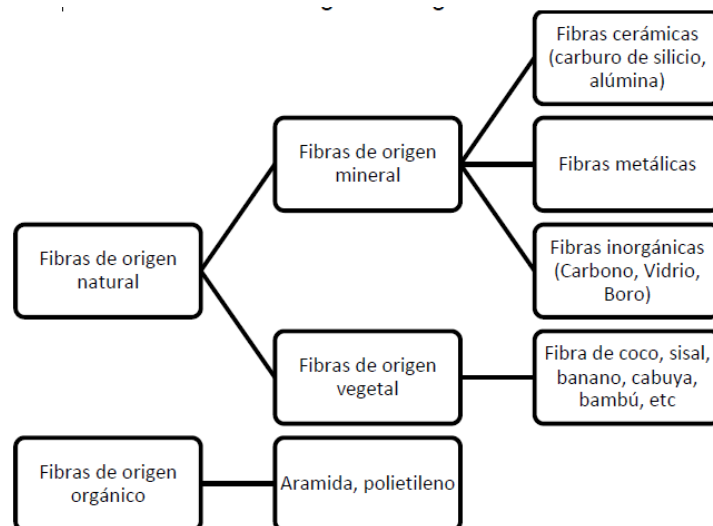 Fibras cerámicas
(carburo de silicio,
alúmina)
Fibras de origen
mineral
Fibras metálicas
Fibras de origen
natural
Fibras inorgánicas
(Carbono, Vidrio,
Boro)
Fibras de origen
vegetal
Fibra de coco, sisal,
banano, cabuya,
bambú, etc
Fibras de origen
orgánico
Aramida, polietileno